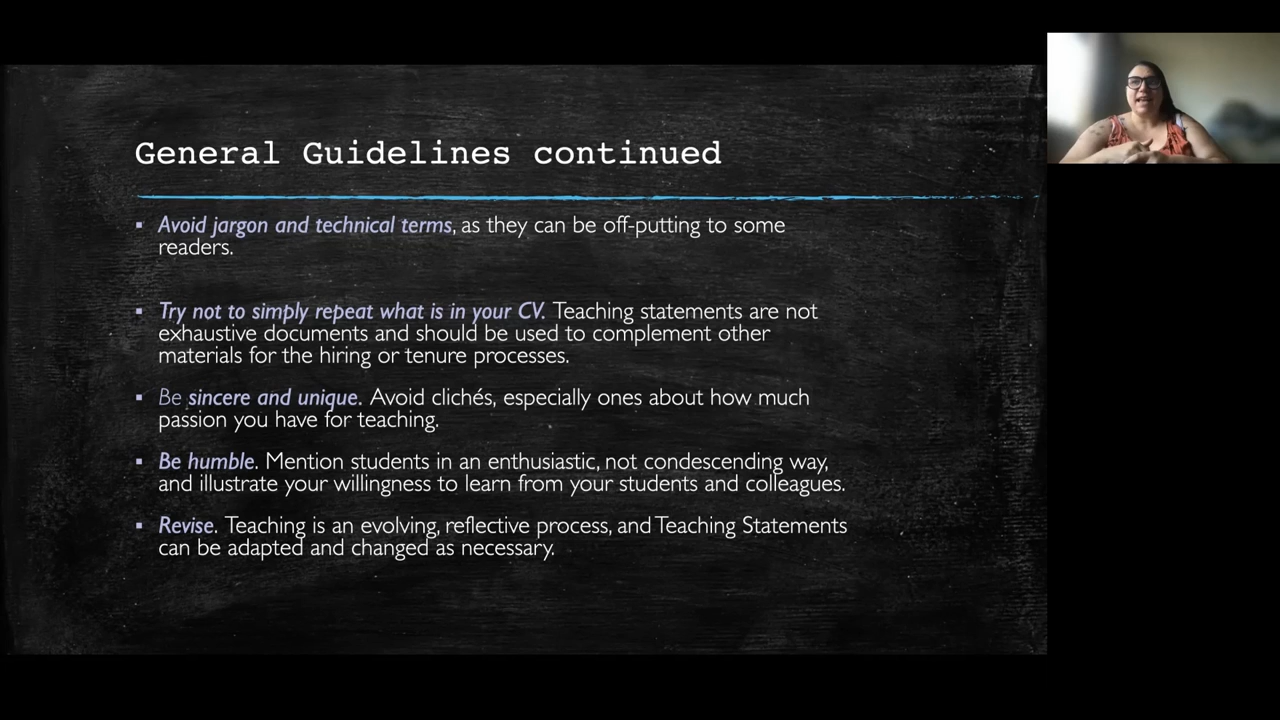 General Guidelines continued
▪ Avoid jargon and technical terms, as they can be off-putting to some
readers.
▪ Try not to simply repeat what is in your CV. Teaching statements are not
exhaustive documents and should be used to complement other
materials for the hiring or tenure processes.
▪ Be sincere and unique. Avoid clichés, especially ones about how much
passion you have for teaching.
▪ Be humble. Mention students in an enthusiastic, not condescending way,
and illustrate your willingness to learn from your students and colleagues.
▪ Revise. Teaching is an evolving, reflective process, and Teaching Statements
can be adapted and changed as necessary.